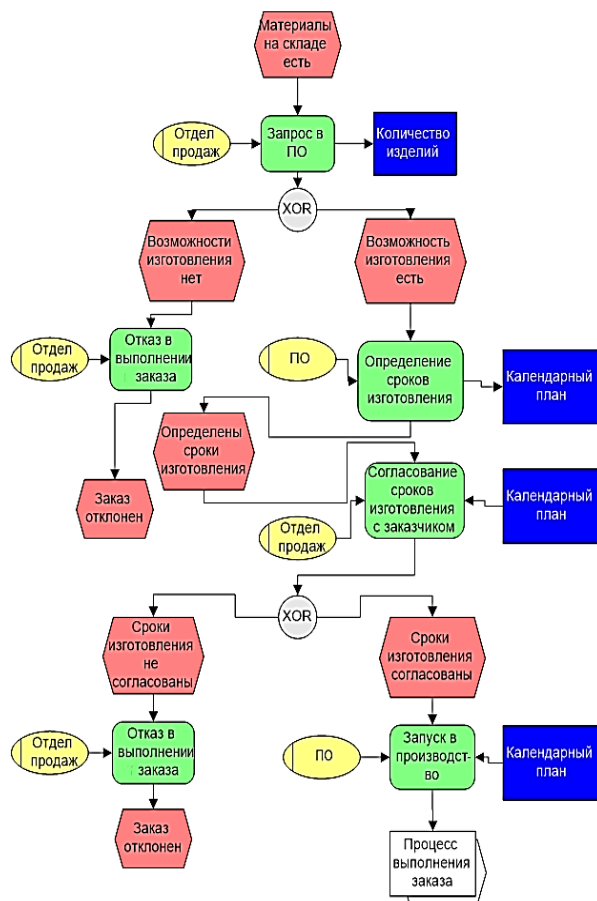 Материалы
на складе
есть
Отдел
продаж
Запрос в
ПО
Количество
изделий
XOR
Возможности
изготовления
нет
Возможность
изготовления
есть
Отдел
продаж
Отказ в
выполнении
заказа
ПО
Определение
сроков
изготовления
Календарный
план
Определены
сроки
изготовления
Заказ
отклонен
Согласование
сроков
изготовления
с заказчиком
Отдел
продаж
Календарный
план
XOR
Сроки
изготовления
не
согласованы
Сроки
изготовления
согласованы
Отдел
продаж
Отказ в
выполнении
заказа
ПО
Запуск в
производст-
во
Календарный
план
Заказ
отклонен
Процесс
выполнения
заказа